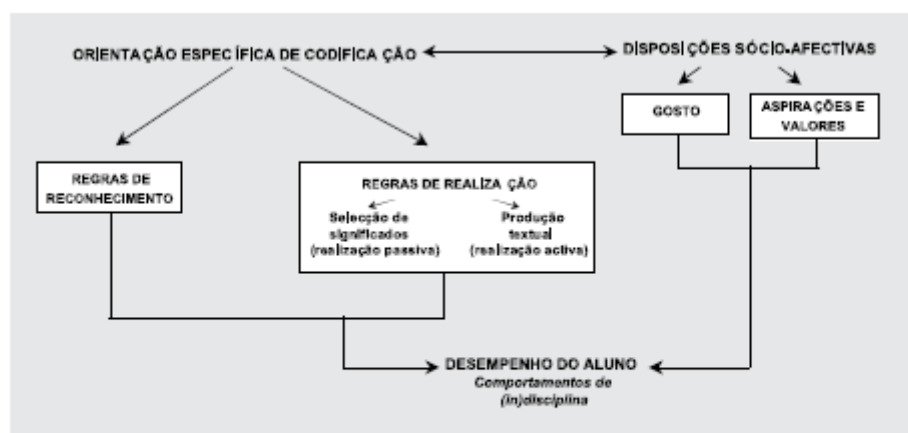 ORIENTAÇÃO ESPECÍFICA DE CODIFICAÇÃO
DISPOSIÇÕES SÓCIO-AFECTIVAS
GOSTO
ASPIRAÇÕES E
VALORES
REGRAS DE
RECONHECIMENTO
REGRAS DE REALIZAÇÃO
Selecção de
significados
(realização passiva)
Produção
textual
(realização activa)
DESEMPENHO DO ALUNO
Comportamentos de
(in)disciplina